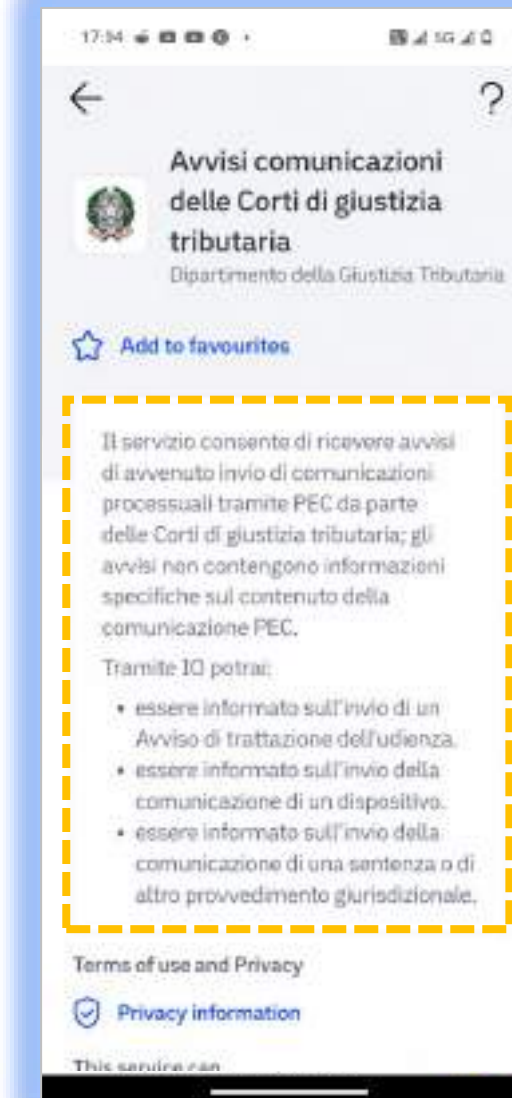 17:54
5G
?
Avvisi comunicazioni
delle Corti di giustizia
tributaria
Dipartimento della Giustizia Tributaria
Add to favourites
Il servizio consente di ricevere avvisi
di avvenuto invio di comunicazioni
processuali tramite PEC da parte
delle Corti di giustizia tributaria; gli
avvisi non contengono informazioni
specifiche sul contenuto della
comunicazione PEC.
Tramite IO potrai:
• essere informato sull'invio di un
Avviso di trattazione dell'udienza.
• essere informato sull'invio della
comunicazione di un dispositivo.
• essere informato sull'invio della
comunicazione di una sentenza o di
altro provvedimento giurisdizionale.
Terms of use and Privacy
Privacy information
This service can